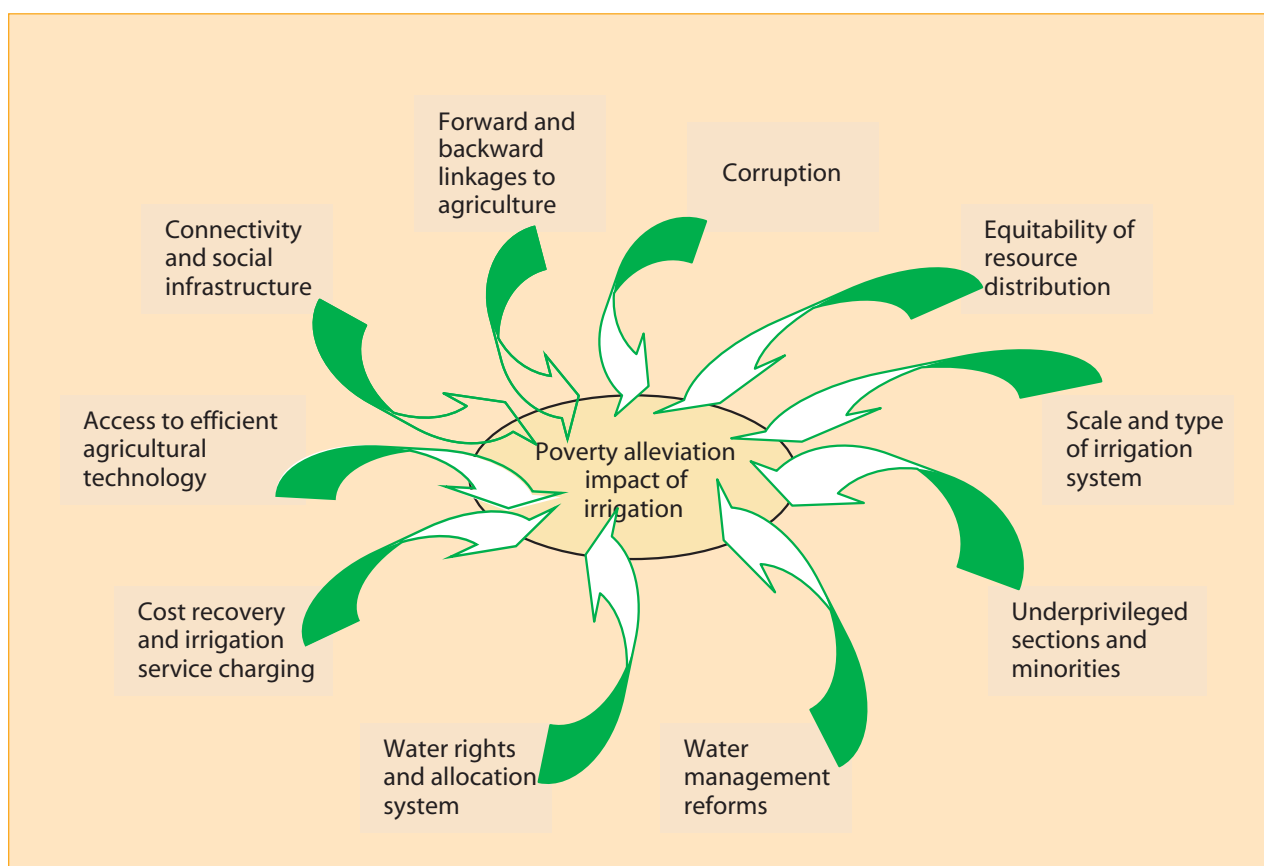 Forward and
backward
linkages to
agriculture
Corruption
Connectivity
and social
infrastructure
Equitability of
resource
distribution
Access to efficient
agricultural
technology
Poverty alleviation
impact of
irrigation
Scale and type
of irrigation
system
Cost recovery
and irrigation
service charging
Underprivileged
sections and
minorities
Water rights
and allocation
system
Water
management
reforms